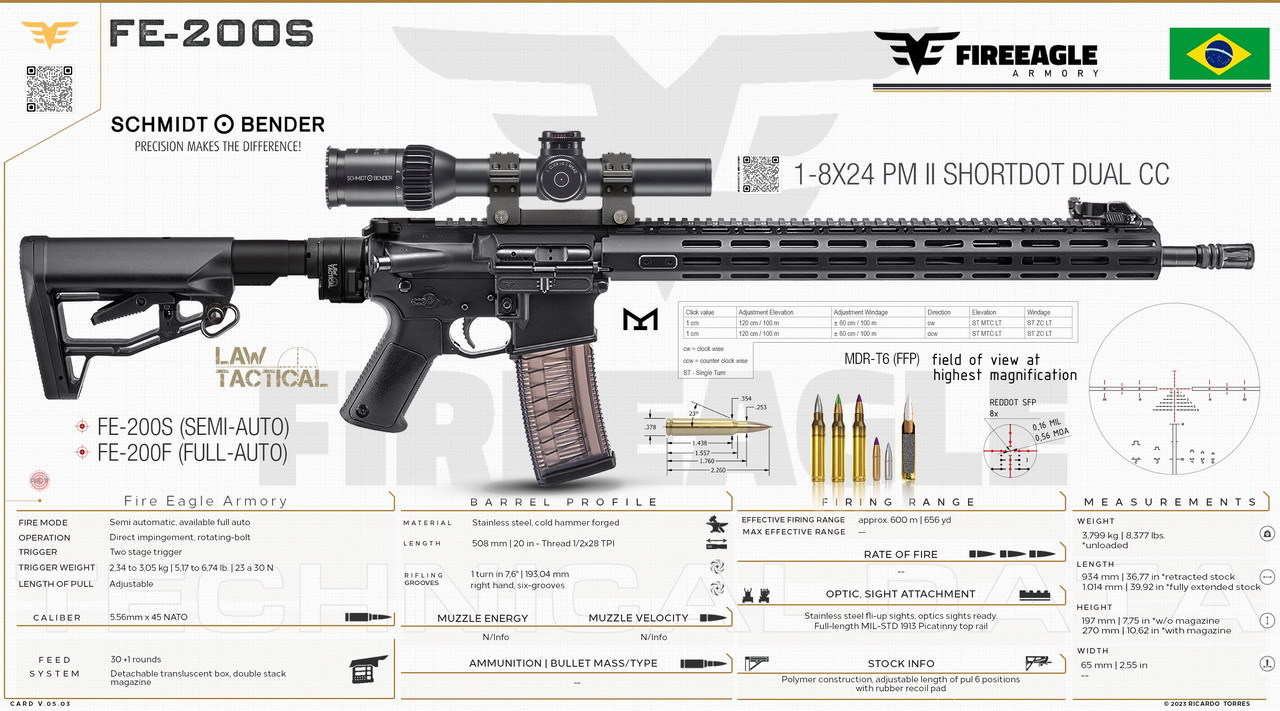 FE-200S
FIREEAGLE
ARMORY
SCHMIDT BENDER
PRECISION MAKES THE DIFFERENCE!
SCHMIDT BENDER
1-8X24 PM II SHORTDOT DUAL CC
LAW
TACTICAL
Click value Adjustment Elevation Adjustment Windage Direction Elevation Windage
1 cm 120 cm / 100 m ± 60 cm / 100 m cw ST MTC LT ST ZC LT
1 cm 120 cm / 100 m ± 60 cm / 100 m ccw ST MTC LT ST ZC LT
cw = clock wise
ccw = counter clock wise
ST - Single Turn
MDR-T6 (FFP) field of view at
highest magnification
LAW
TACTICAL
REDDOT SFP
8x
0,16 MIL
0.56 MOA
.354
.253
23°
.378
1.438
1.557
1.760
2.260
FIREEAGLE
FE-200S (SEMI-AUTO)
FE-200F (FULL-AUTO)
TECHNICAL DATA
Fire Eagle Armory
FIRE MODE Semi automatic, available full auto
OPERATION Direct impingement, rotating-bolt
TRIGGER Two stage trigger
TRIGGER WEIGHT 2,34 to 3,05 kg | 5,17 to 6,74 lb. | 23 a 30 N
LENGTH OF PULL Adjustable
CALIBER 5.56mm x 45 NATO
FEED
SYSTEM
30 +1 rounds
Detachable transluscent box, double stack
magazine
BARREL PROFILE
MATERIAL Stainless steel, cold hammer forged
LENGTH 508 mm | 20 in - Thread 1/2x28 TPI
RIFLING
GROOVES
1 turn in 7,6" | 193,04 mm
right hand, six-grooves
MUZZLE ENERGY MUZZLE VELOCITY
N/Info N/Info
AMMUNITION | BULLET MASS/TYPE
--
FIRING RANGE
EFFECTIVE FIRING RANGE approx. 600 m | 656 yd
MAX EFFECTIVE RANGE --
RATE OF FIRE
--
OPTIC, SIGHT ATTACHMENT
Stainless steel fli-up sights, optics sights ready.
Full-length MIL-STD 1913 Picatinny top rail
STOCK INFO
Polymer construction, adjustable length of pul 6 positions
with rubber recoil pad
MEASUREMENTS
WEIGHT
3,799 kg | 8,377 lbs.
*unloaded
LENGTH
934 mm | 36,77 in *retracted stock
1.014 mm | 39,92 in *fully extended stock
HEIGHT
197 mm | 7,75 in *w/o magazine
270 mm | 10,62 in *with magazine
WIDTH
65 mm | 2,55 in
--
CARD V.05.03
© 2023 RICARDO TORRES